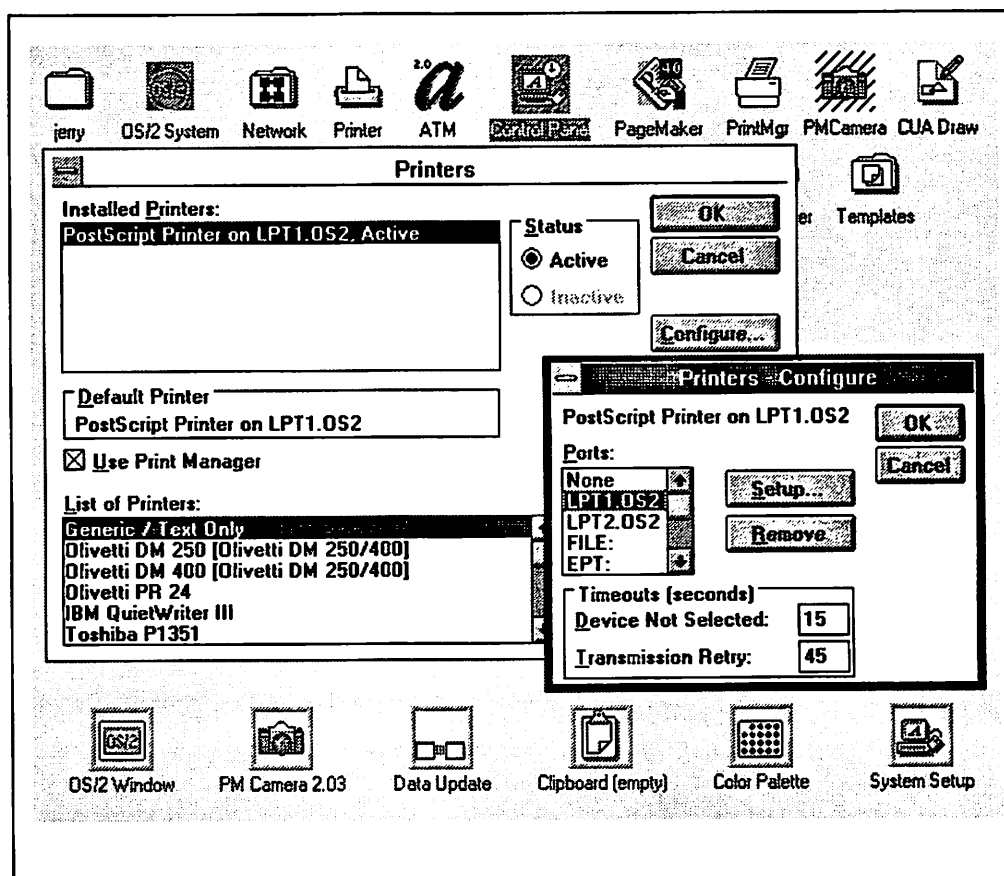 jerry
OS/2 System
Network
Printer
2.0
ATM
Control Panel
PageMaker
PrintMgr
PMCamera
CUA Draw
Templates
er
Printers
Installed Printers:
PostScript Printer on LPT1.OS2, Active
Status
Active
Inactive
OK
Cancel
Configure...
Default Printer
PostScript Printer on LPT1.OS2
Use Print Manager
List of Printers:
Generic / Text Only
Olivetti DM 250 [Olivetti DM 250/400]
Olivetti DM 400 [Olivetti DM 250/400]
Olivetti PR 24
IBM QuietWriter III
Toshiba P1351
Printers - Configure
PostScript Printer on LPT1.OS2
OK
Cancel
Ports:
None
LPT1.OS2
LPT2.OS2
FILE:
EPT:
Setup...
Remove
Timeouts (seconds)
Device Not Selected: 15
Transmission Retry: 45
OS/2
OS/2 Window
PM Camera 2.03
Data Update
Clipboard (empty)
Color Palette
System Setup